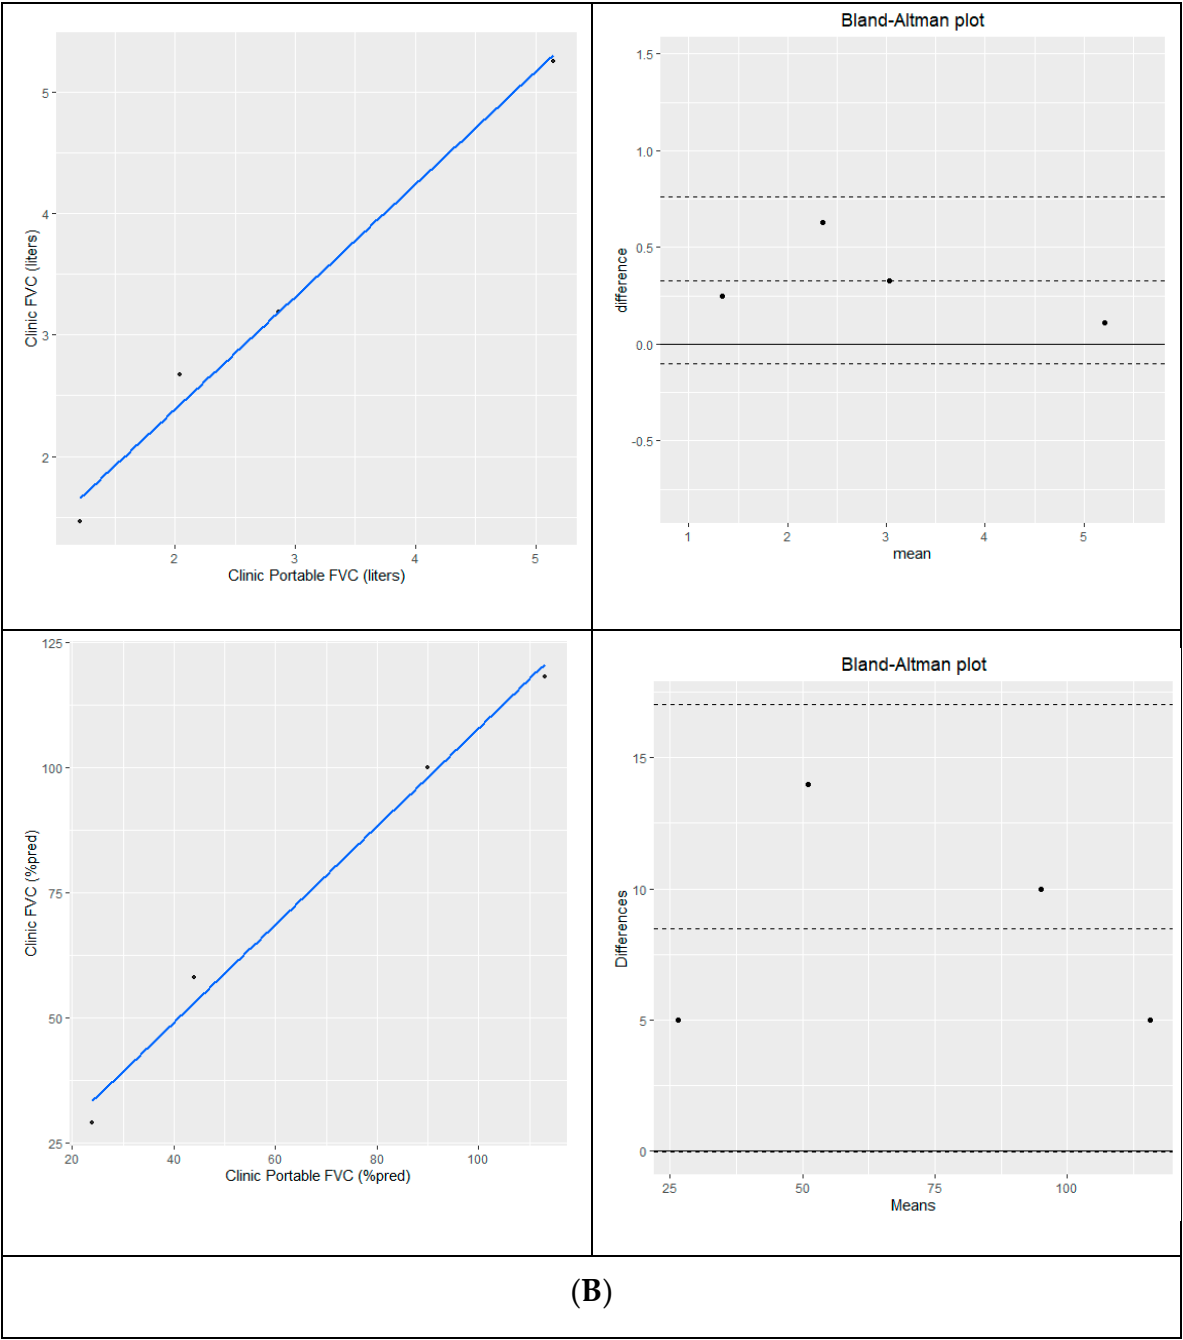 5
4
3
2
Clinic FVC (liters)
2 3 4 5
Clinic Portable FVC (liters)
Bland-Altman plot
1.5
1.0
0.5
0.0
-0.5
difference
1 2 3 4 5
mean
125
100
75
50
25
Clinic FVC (%pred)
20 40 60 80 100
Clinic Portable FVC (%pred)
Bland-Altman plot
15
10
5
0
Differences
25 50 75 100
Means
(B)